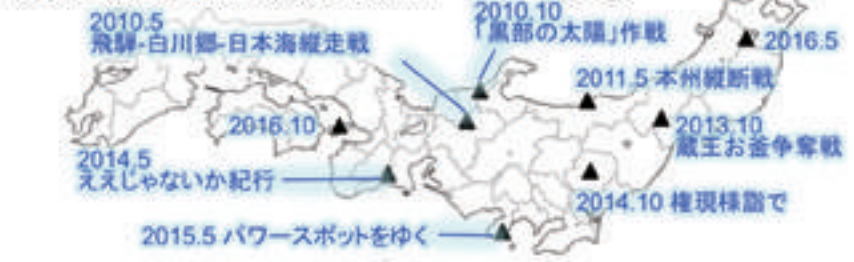 2010.5
飛騨-白川郷-日本海縦走戦
2010.10
「黒部の太陽」作戦
2016.5
2011.5 本州縦断戦
2016.10
2013.10
蔵王お釜争奪戦
2014.5
ええじゃないか紀行
2014.10 権現様詣で
2015.5 パワースポットをゆく